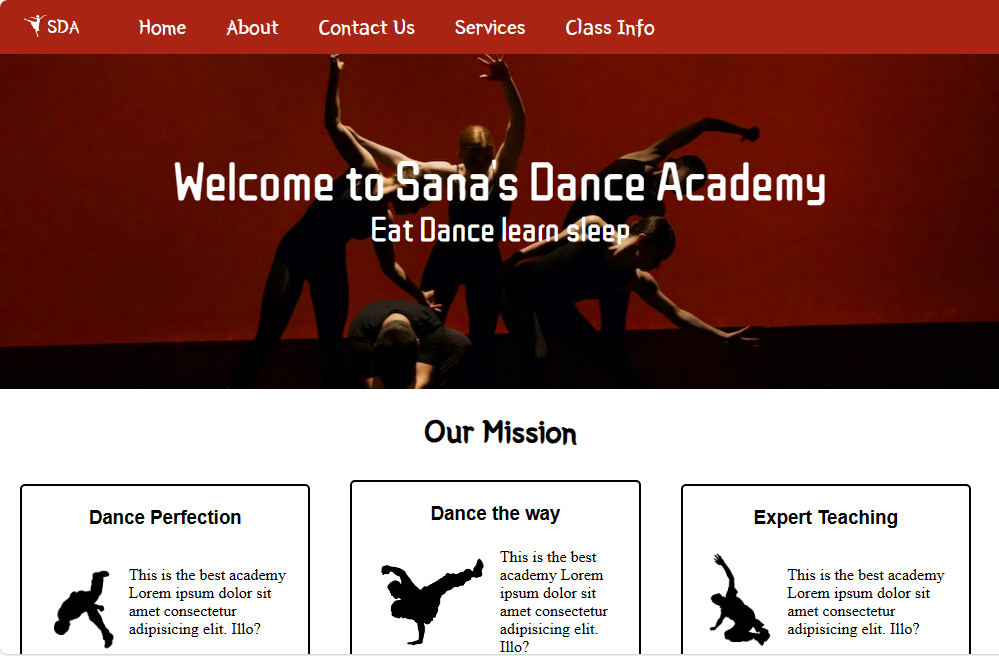 SDA Home About Contact Us Services Class Info
Welcome to Sana's Dance Academy
Eat Dance learn sleep
Our Mission
Dance Perfection
This is the best academy
Lorem ipsum dolor sit
amet consectetur
adipisicing elit. Illo?
Dance the way
This is the best
academy Lorem
ipsum dolor sit
amet consectetur
adipisicing elit.
Illo?
Expert Teaching
This is the best academy
Lorem ipsum dolor sit
amet consectetur
adipisicing elit. Illo?